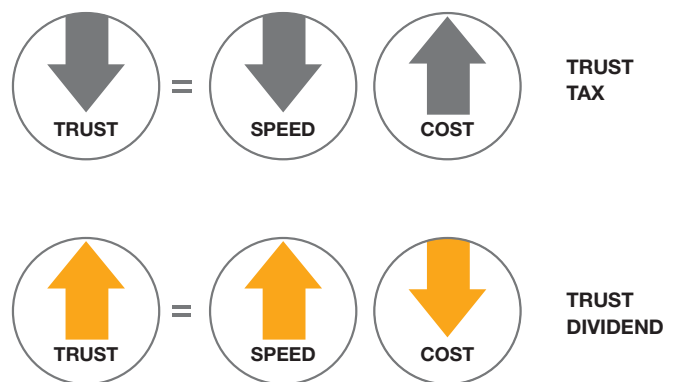 TRUST
=
SPEED
COST
TRUST
TAX
TRUST
=
SPEED
COST
TRUST
DIVIDEND